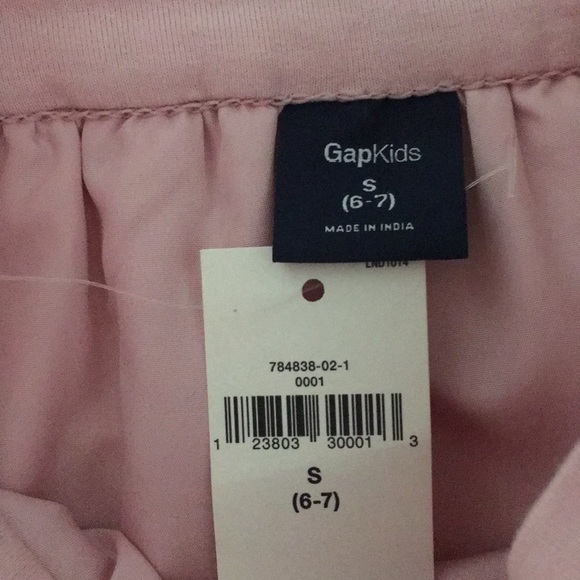 GapKids
S
(6-7)
MADE IN INDIA
784838-02-1
0001
1 23803 30001 3
S
(6-7)